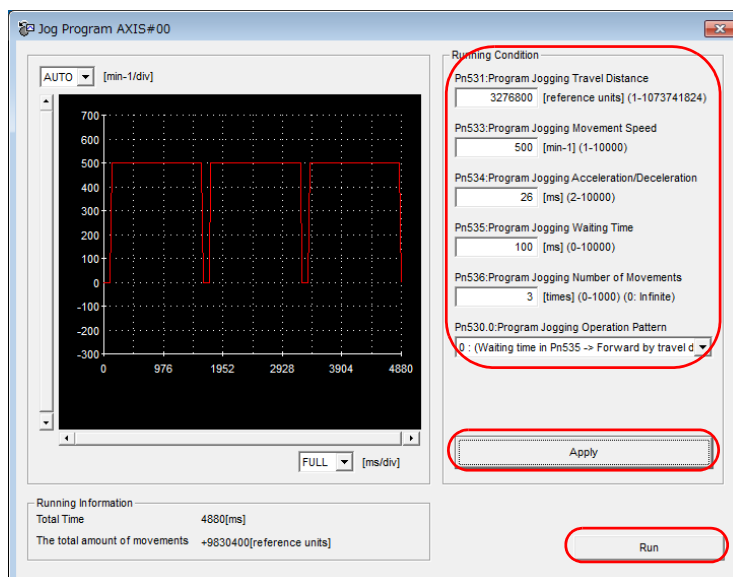 Jog Program AXIS#00
AUTO [min-1/div]
700
600
500
400
300
200
100
0
-100
-200
-300
0 976 1952 2928 3904 4880
FULL [ms/div]
Running Condition
Pn531:Program Jogging Travel Distance
3276800 [reference units] (1-1073741824)
Pn533:Program Jogging Movement Speed
500 [min-1] (1-10000)
Pn534:Program Jogging Acceleration/Deceleration
26 [ms] (2-10000)
Pn535:Program Jogging Waiting Time
100 [ms] (0-10000)
Pn536:Program Jogging Number of Movements
3 [times] (0-1000) (0: Infinite)
Pn530.0:Program Jogging Operation Pattern
0 : (Waiting time in Pn535 -> Forward by travel d
Apply
Running Information
Total Time 4880[ms]
The total amount of movements +9830400[reference units]
Run